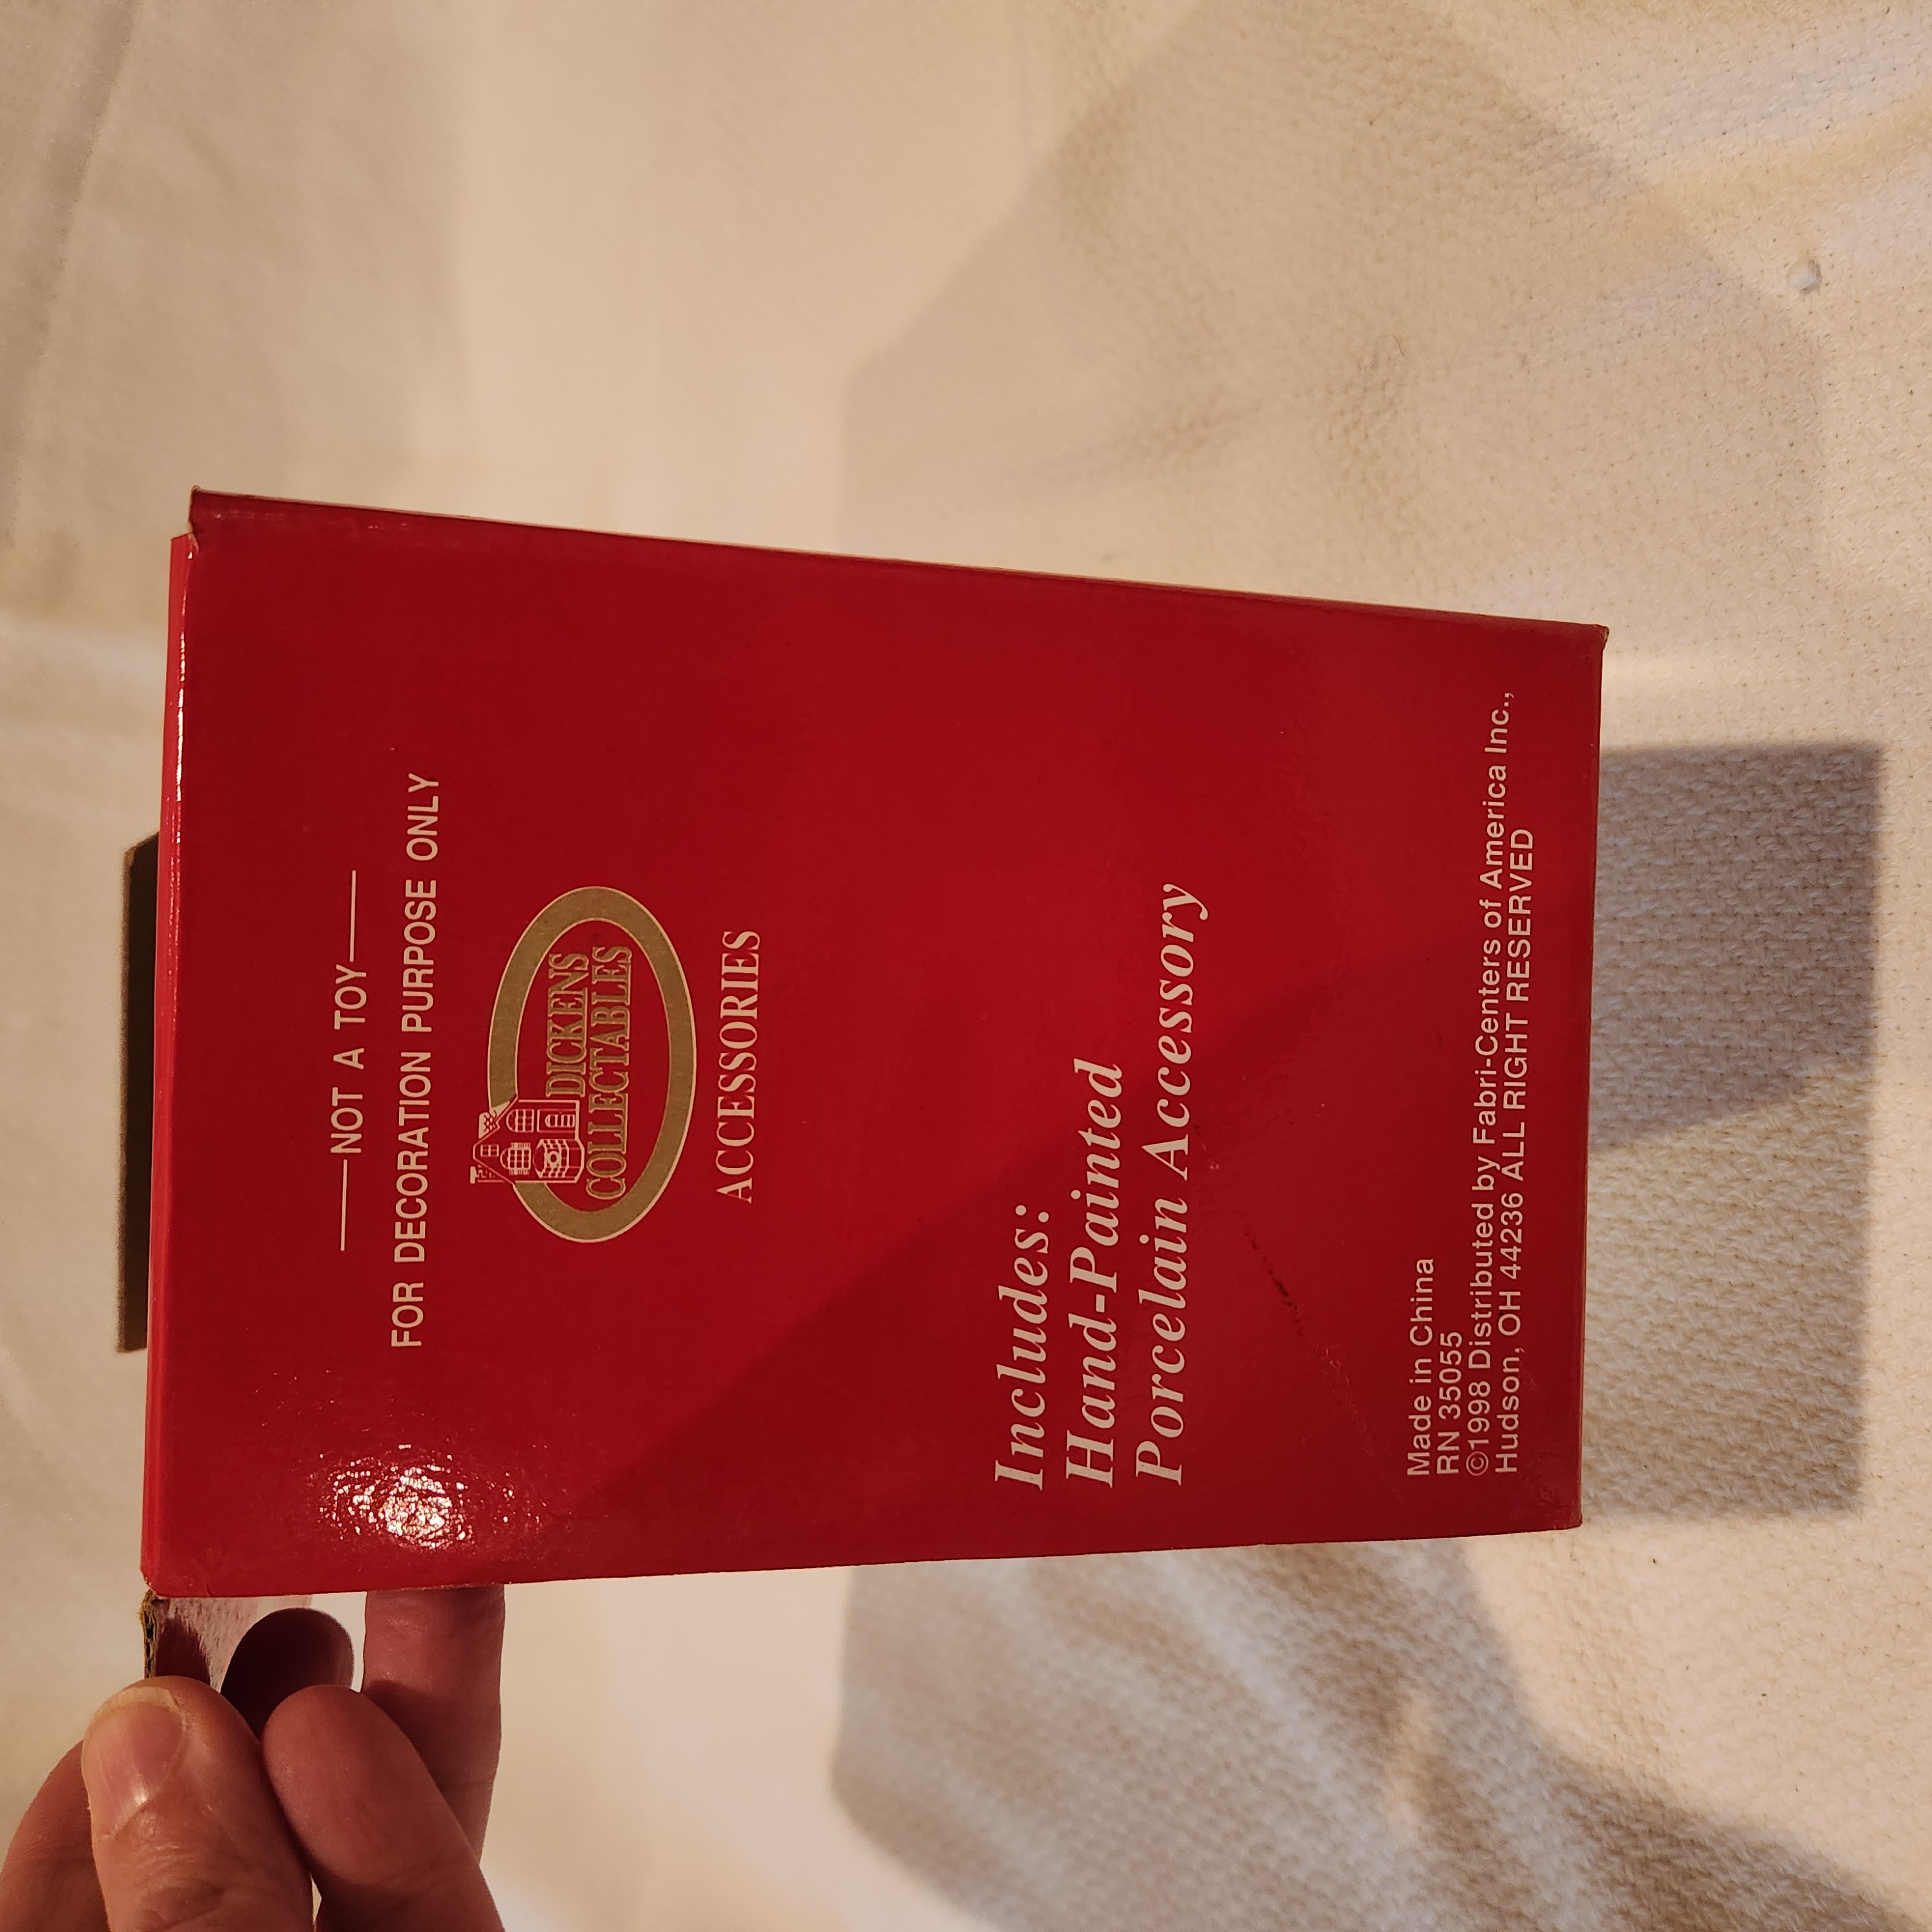 NOT A TOY
FOR DECORATION PURPOSE ONLY
DICKENS
COLLECTABLES
ACCESSORIES
Includes:
Hand-Painted
Porcelain Accessory
Made in China
RN 35055
©1998 Distributed by Fabri-Centers of America Inc.,
Hudson, OH 44236 ALL RIGHT RESERVED